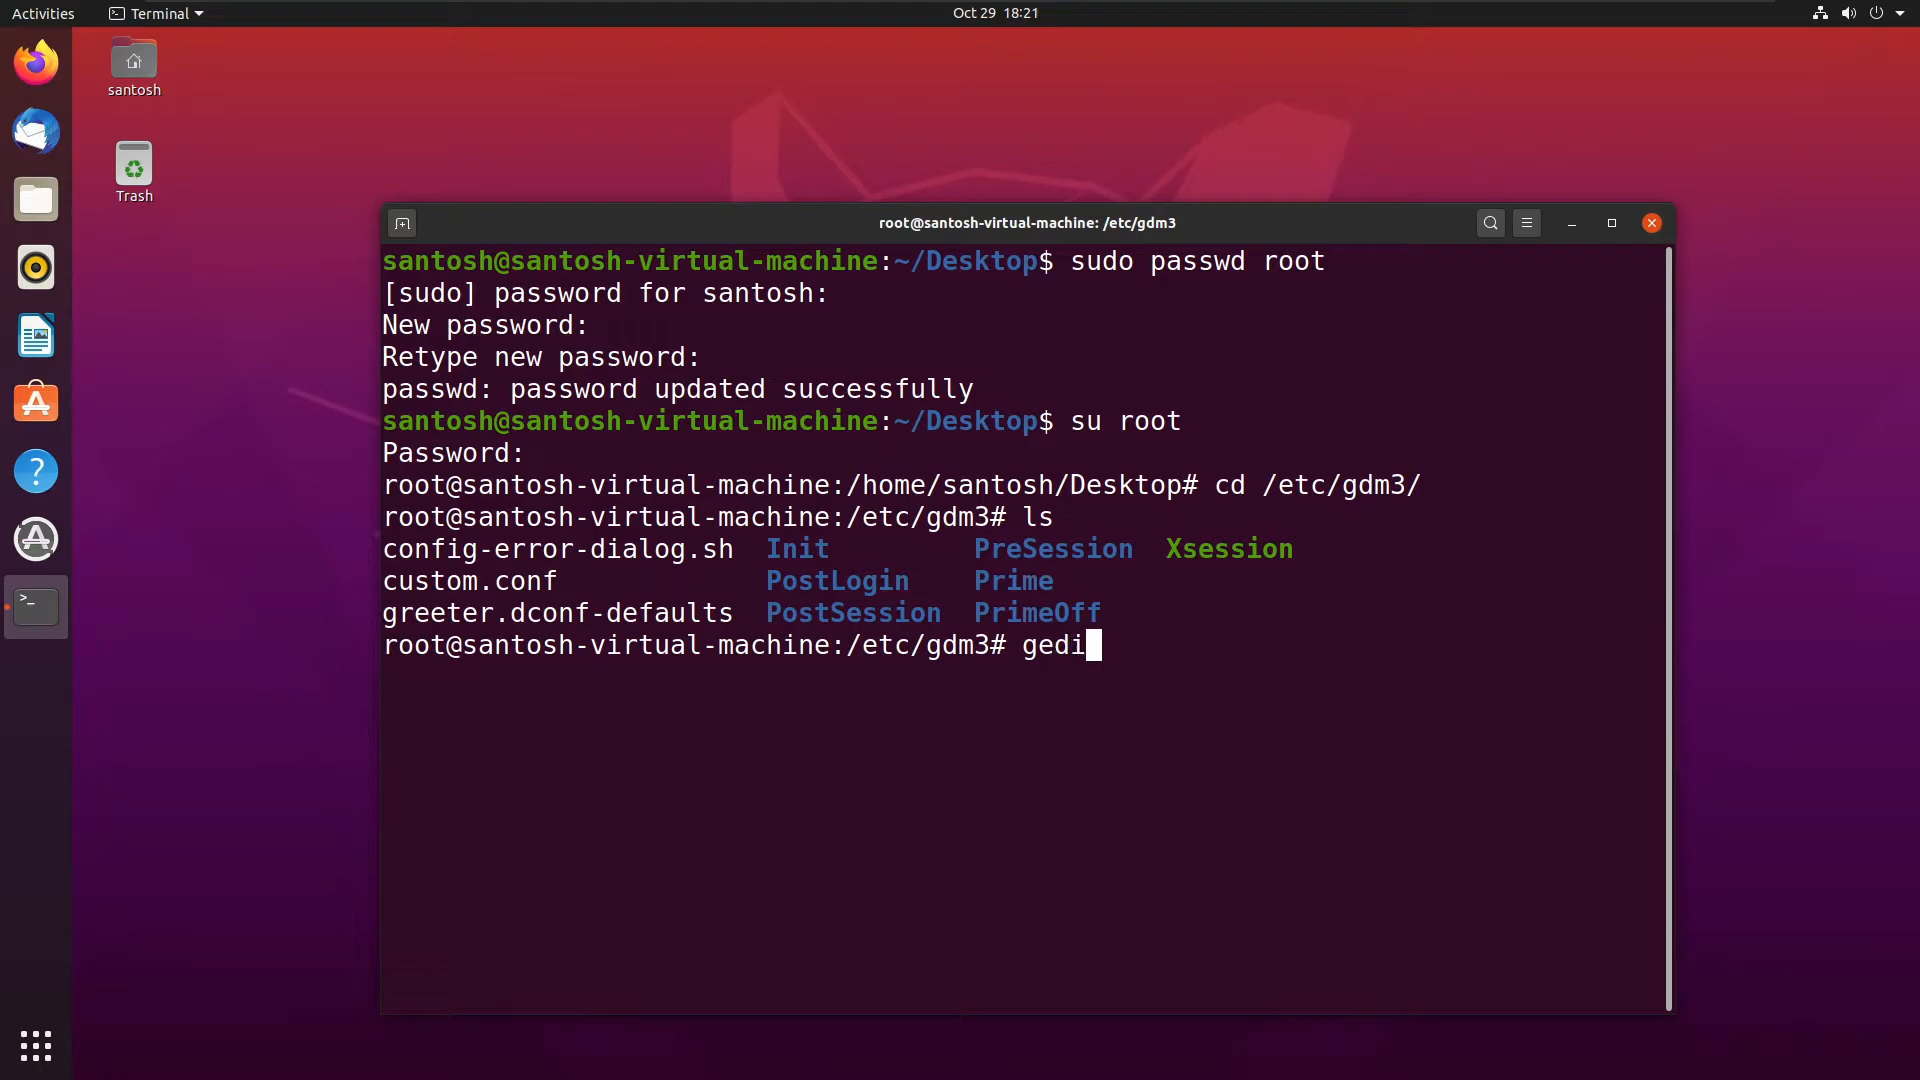 Activities
Terminal
Oct 29 18:21
santosh
Trash
root@santosh-virtual-machine: /etc/gdm3
santosh@santosh-virtual-machine:~/Desktop$ sudo passwd root
[sudo] password for santosh:
New password:
Retype new password:
passwd: password updated successfully
santosh@santosh-virtual-machine:~/Desktop$ su root
Password:
root@santosh-virtual-machine:/home/santosh/Desktop# cd /etc/gdm3/
root@santosh-virtual-machine:/etc/gdm3# ls
config-error-dialog.sh Init PreSession Xsession
custom.conf PostLogin Prime
greeter.dconf-defaults PostSession PrimeOff
root@santosh-virtual-machine:/etc/gdm3# gedi